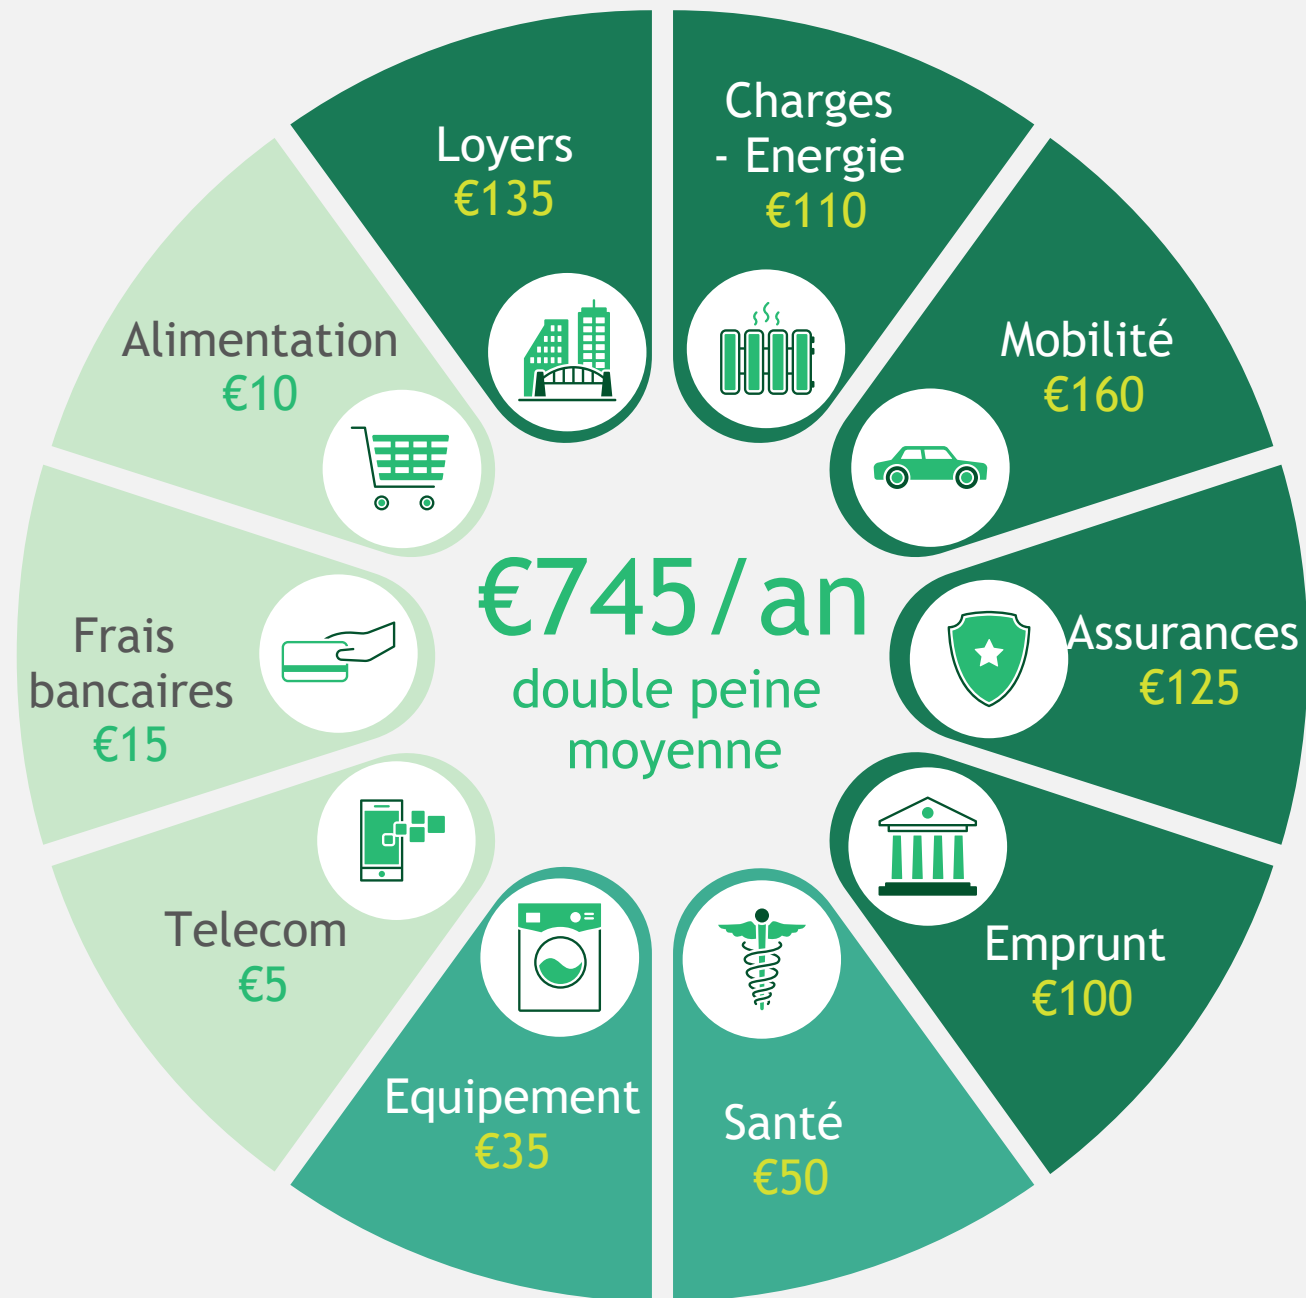 Loyers
€135
Charges
- Energie
€110
Mobilité
€160
Assurances
€125
Emprunt
€100
Santé
€50
Equipement
€35
Telecom
€5
Frais
bancaires
€15
Alimentation
€10
€745/an
double peine
moyenne